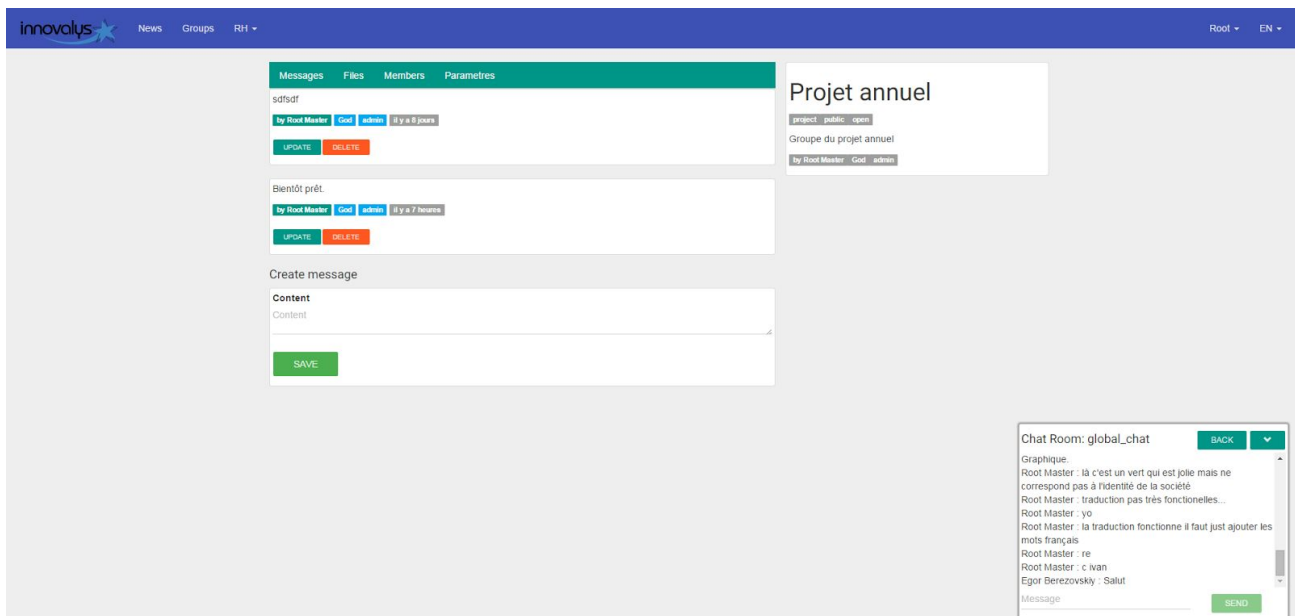 innovalys
News Groups RH
Root EN
Messages Files Members Parametres
sdfsdf
by Root Master God admin il y a 8 jours
UPDATE DELETE
Bientôt prêt.
by Root Master God admin il y a 7 heures
UPDATE DELETE
Create message
Content
Content
SAVE
Projet annuel
project public open
Groupe du projet annuel
by Root Master God admin
Chat Room: global_chat BACK
Graphique.
Root Master : là c'est un vert qui est jolie mais ne
correspond pas à l'identité de la société
Root Master : traduction pas très fonctionelles...
Root Master : yo
Root Master : la traduction fonctionne il faut just ajouter les
mots français
Root Master : re
Root Master : c ivan
Egor Berezovskiy : Salut
Message SEND